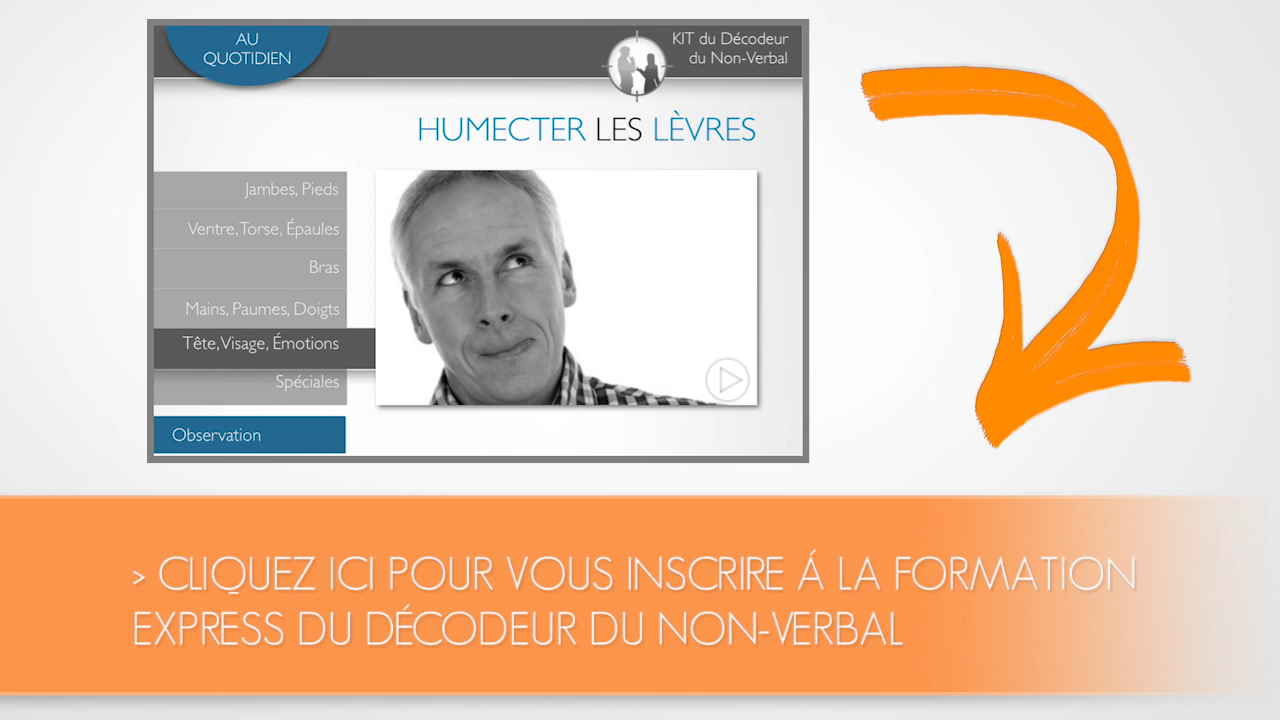 AU
QUOTIDIEN
KIT du Décodeur
du Non-Verbal
HUMECTER LES LÈVRES
Jambes, Pieds
Ventre, Torse, Épaules
Bras
Mains, Paumes, Doigts
Tête, Visage, Émotions
Spéciales
Observation
> CLIQUEZ ICI POUR VOUS INSCRIRE Á LA FORMATION
EXPRESS DU DÉCODEUR DU NON-VERBAL